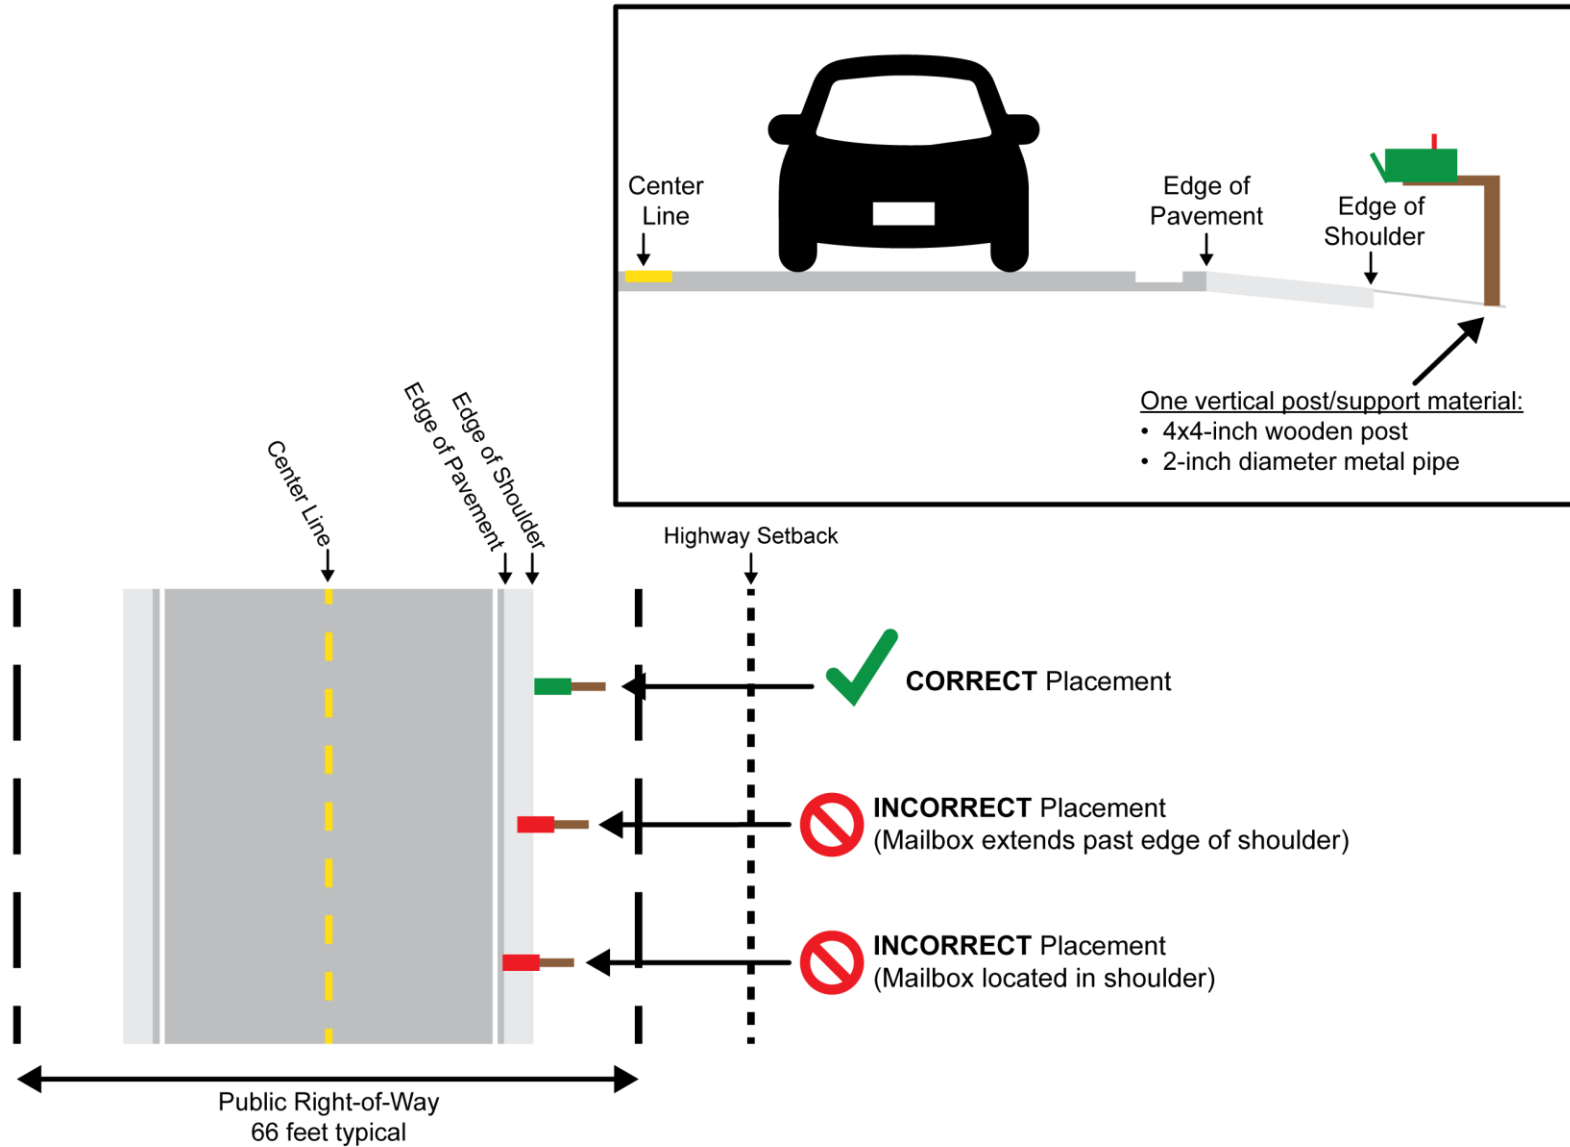 Center
Line
Edge of
Pavement
Edge of
Shoulder
One vertical post/support material:
• 4x4-inch wooden post
• 2-inch diameter metal pipe
Center Line
Edge of Pavement
Edge of Shoulder
Highway Setback
CORRECT Placement
INCORRECT Placement
(Mailbox extends past edge of shoulder)
INCORRECT Placement
(Mailbox located in shoulder)
Public Right-of-Way
66 feet typical